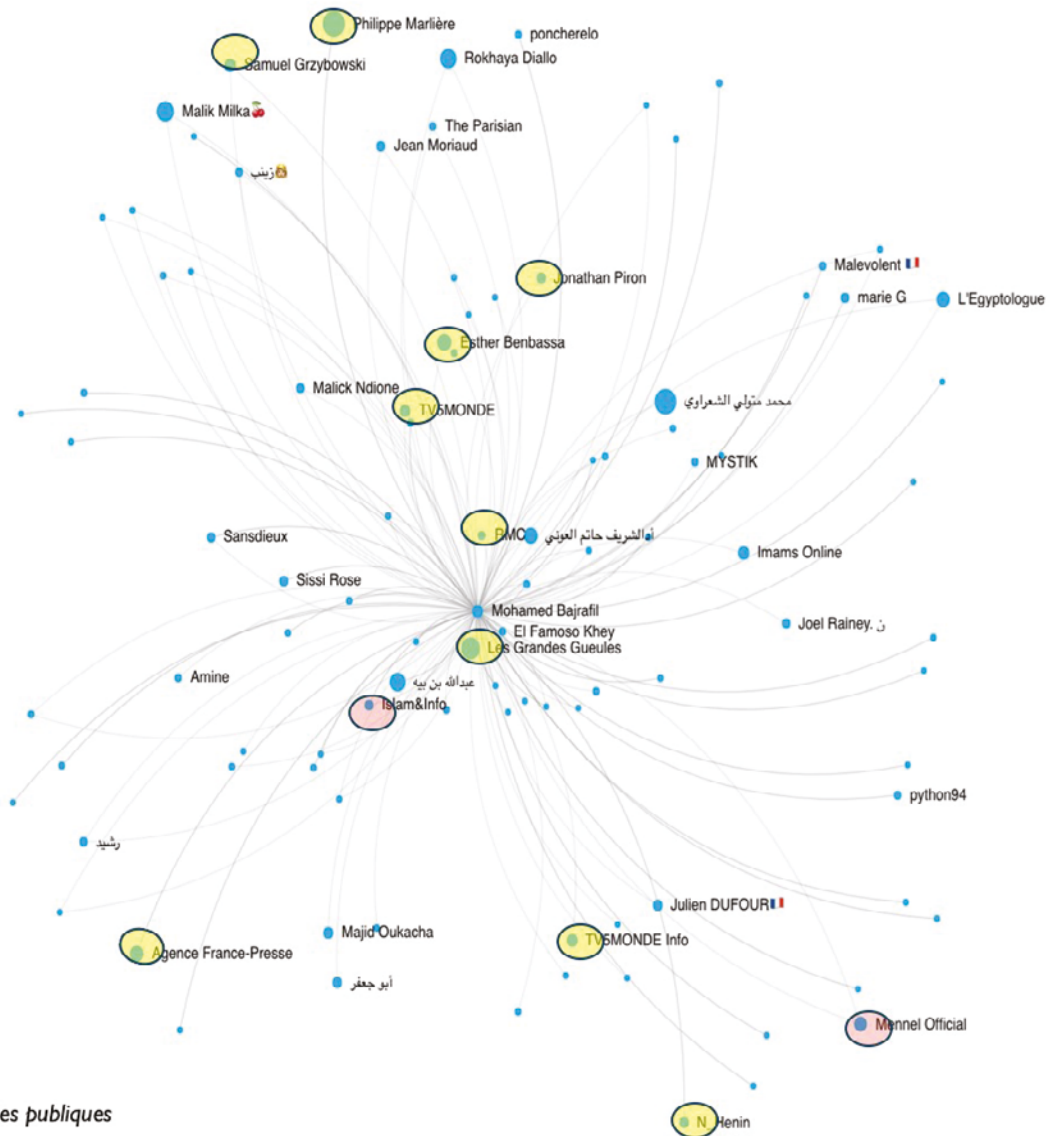 Philippe Marlière
poncherelo
Samuel Grzybowski
Rokhaya Diallo
Malik Milka🍒
The Parisian
Jean Moriaud
زينب
Malevolent 🇫🇷
Jonathan Piron
marie G
L'Egyptologue
Esther Benbassa
Malick Ndione
محمد متولي الشعراوي
TV5MONDE
MYSTIK
RMC
أ.الشريف حاتم العوني
Sansdieux
Imams Online
Sissi Rose
Mohamed Bajrafil
Joel Rainey. ن
El Famoso Khey
Les Grandes Gueules
Amine
عبدالله بن بيه
Islam&Info
python94
رشيد
Julien DUFOUR🇫🇷
Majid Oukacha
TV5MONDE Info
Agence France-Presse
أبو جعفر
Mennel Official
es publiques
N_Henin